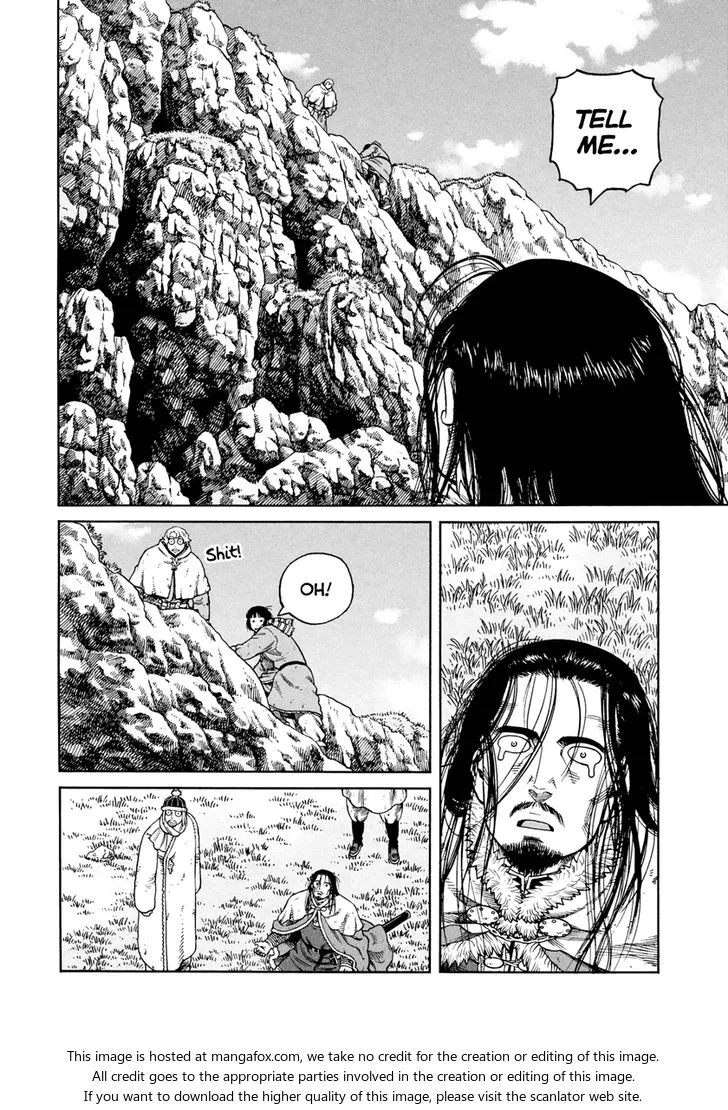 TELL
ME...
Shit!
OH!
This image is hosted at mangafox.com, we take no credit for the creation or editing of this image.
All credit goes to the appropriate parties involved in the creation or editing of this image.
If you want to download the higher quality of this image, please visit the scanlator web site.